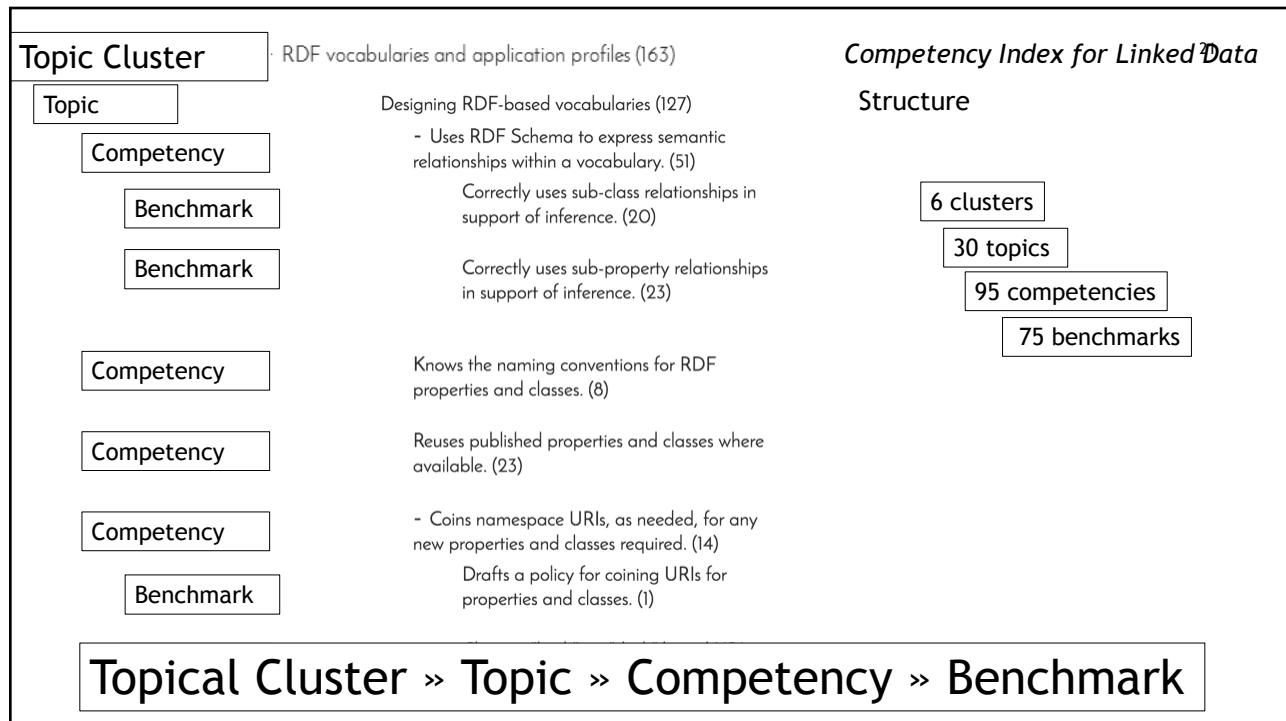 Topic Cluster
· RDF vocabularies and application profiles (163)
Competency Index for Linked Data
Topic
Designing RDF-based vocabularies (127)
Structure
Competency
- Uses RDF Schema to express semantic
relationships within a vocabulary. (51)
Benchmark
Correctly uses sub-class relationships in
support of inference. (20)
6 clusters
30 topics
Benchmark
Correctly uses sub-property relationships
in support of inference. (23)
95 competencies
75 benchmarks
Competency
Knows the naming conventions for RDF
properties and classes. (8)
Competency
Reuses published properties and classes where
available. (23)
Competency
- Coins namespace URIs, as needed, for any
new properties and classes required. (14)
Benchmark
Drafts a policy for coining URIs for
properties and classes. (1)
Topical Cluster » Topic » Competency » Benchmark